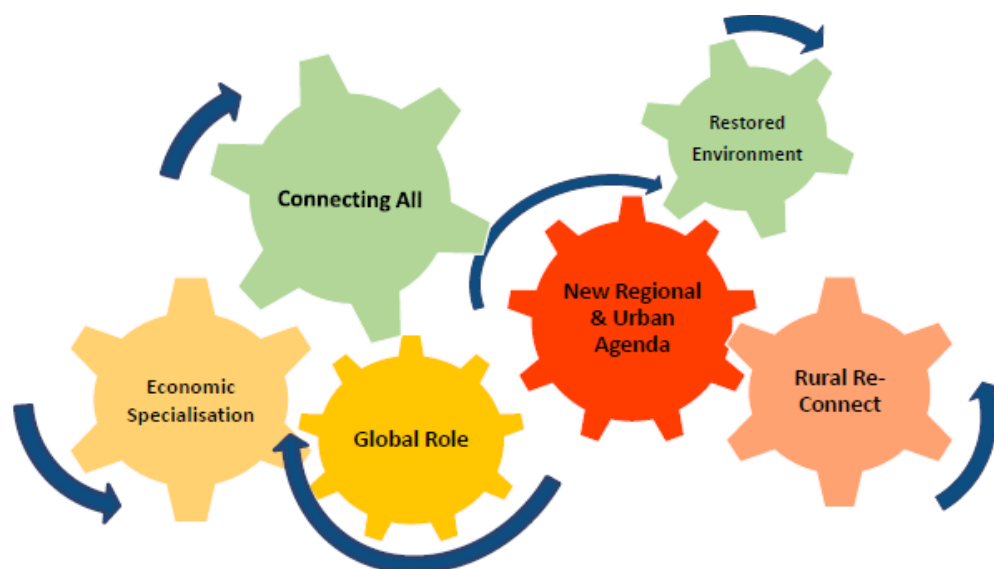 Restored
Environment
Connecting All
New Regional
& Urban
Agenda
Economic
Specialisation
Global Role
Rural Re-
Connect